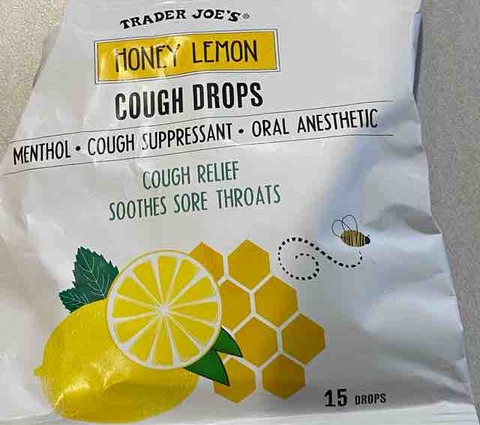 TRADER JOE'S®
HONEY LEMON
COUGH DROPS
MENTHOL • COUGH SUPPRESSANT • ORAL ANESTHETIC
COUGH RELIEF
SOOTHES SORE THROATS
15 DROPS